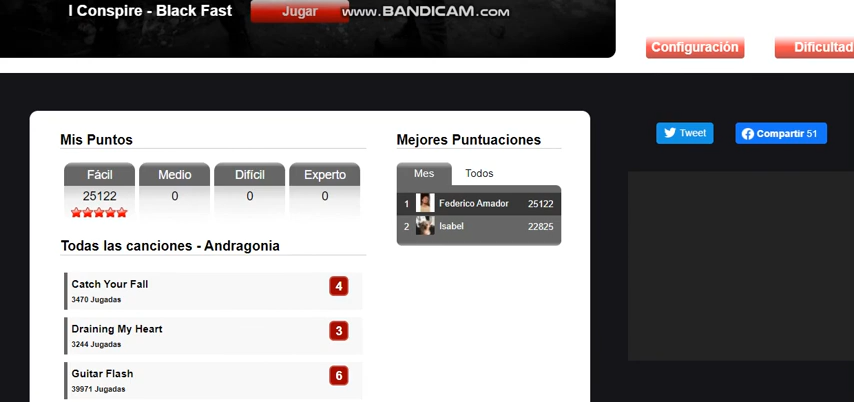 I Conspire - Black Fast
Jugar
www.BANDICAM.com
Configuración
Dificultad
Tweet
Compartir 51
Mis Puntos
Fácil
Medio
Difícil
Experto
25122
0
0
0
Mejores Puntuaciones
Mes
Todos
1 Federico Amador 25122
2 Isabel 22825
Todas las canciones - Andragonia
Catch Your Fall
3470 Jugadas
4
Draining My Heart
3244 Jugadas
3
Guitar Flash
39971 Jugadas
6